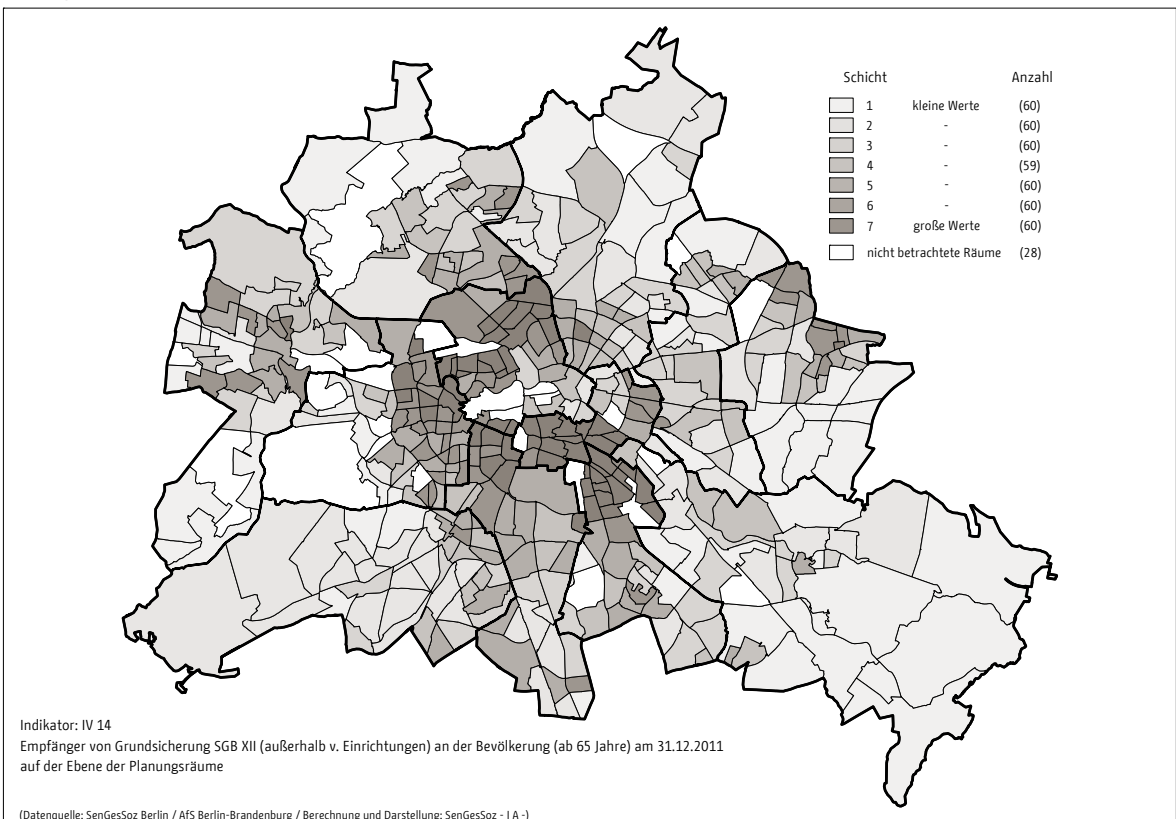 Schicht Anzahl
1 kleine Werte (60)
2 - (60)
3 - (60)
4 - (59)
5 - (60)
6 - (60)
7 große Werte (60)
nicht betrachtete Räume (28)
Indikator: IV 14
Empfänger von Grundsicherung SGB XII (außerhalb v. Einrichtungen) an der Bevölkerung (ab 65 Jahre) am 31.12.2011
auf der Ebene der Planungsräume
(Datenquelle: SenGesSoz Berlin / AfS Berlin-Brandenburg / Berechnung und Darstellung: SenGesSoz - I A -)